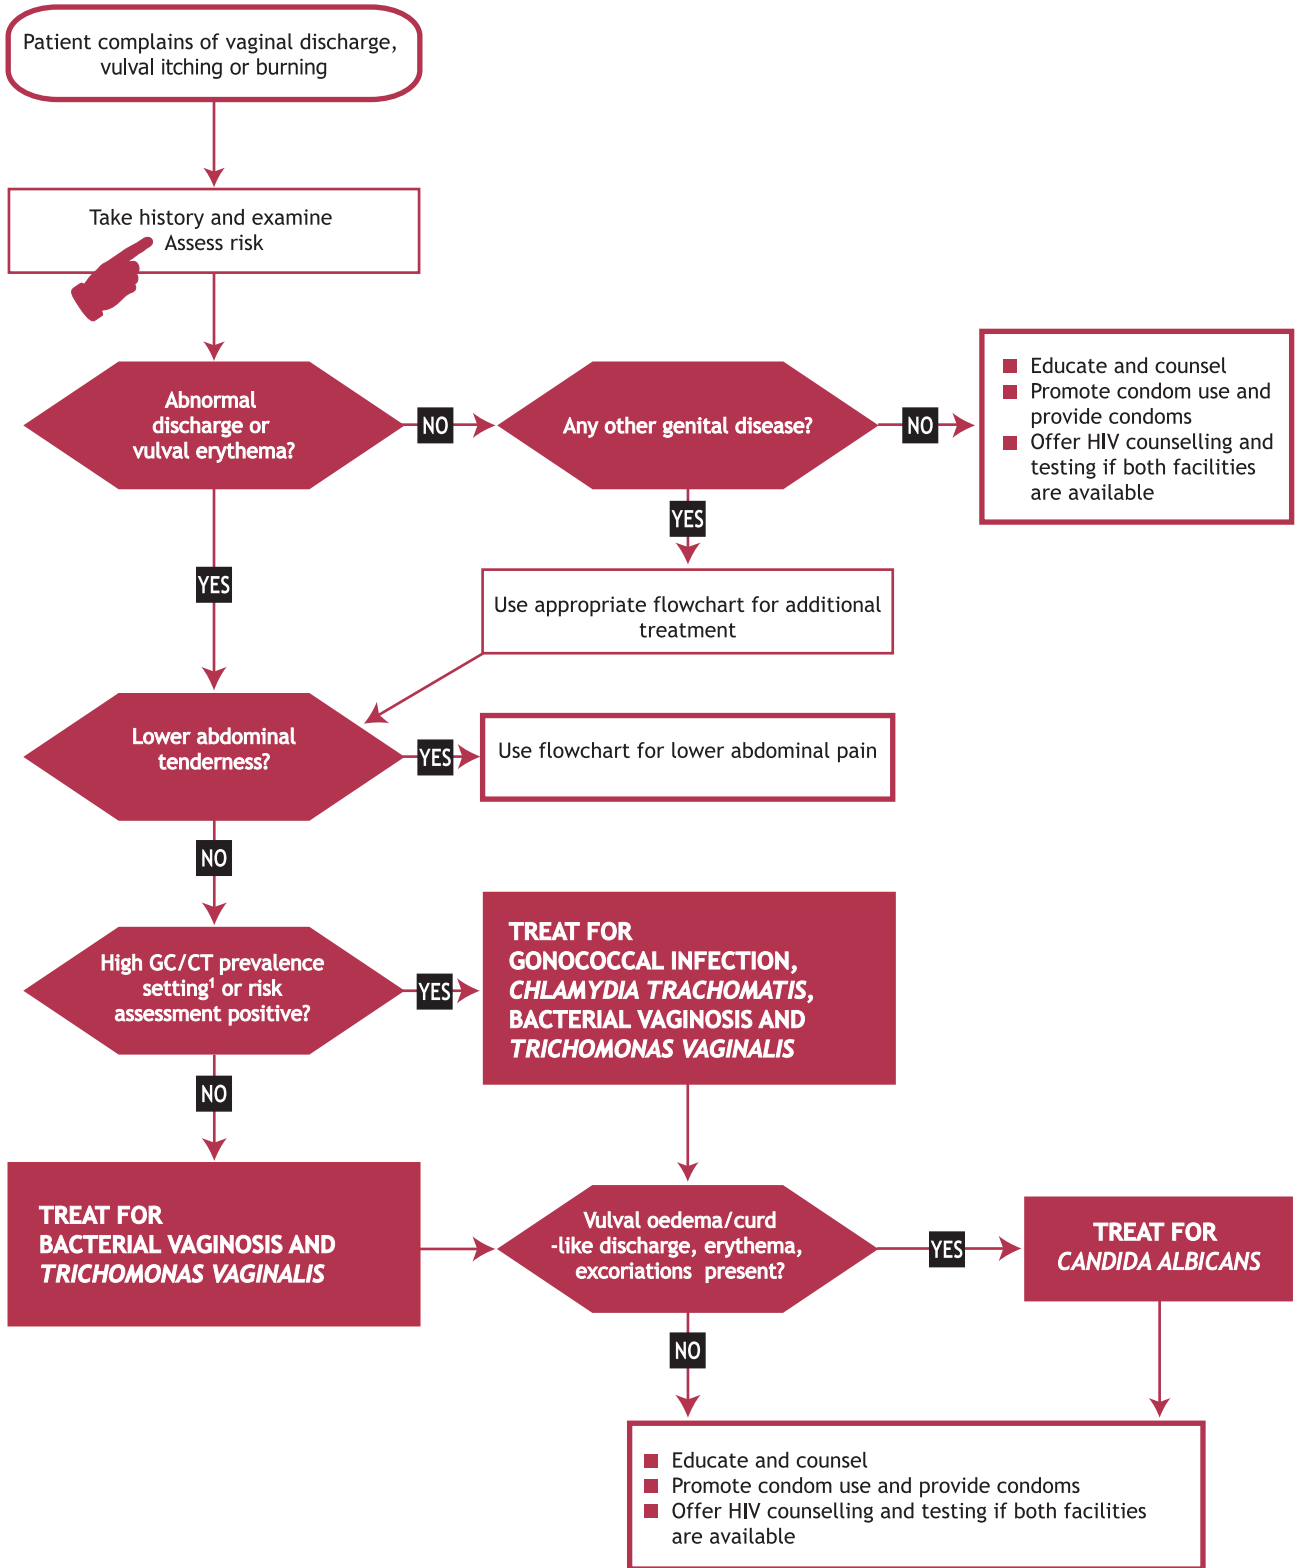 Patient complains of vaginal discharge,
vulval itching or burning
Take history and examine
Assess risk
Abnormal
discharge or
vulval erythema?
NO
Any other genital disease?
NO
■ Educate and counsel
■ Promote condom use and
provide condoms
■ Offer HIV counselling and
testing if both facilities
are available
YES
YES
Use appropriate flowchart for additional
treatment
Lower abdominal
tenderness?
YES
Use flowchart for lower abdominal pain
NO
High GC/CT prevalence
setting¹ or risk
assessment positive?
YES
TREAT FOR
GONOCOCCAL INFECTION,
CHLAMYDIA TRACHOMATIS,
BACTERIAL VAGINOSIS AND
TRICHOMONAS VAGINALIS
NO
TREAT FOR
BACTERIAL VAGINOSIS AND
TRICHOMONAS VAGINALIS
Vulval oedema/curd
-like discharge, erythema,
excoriations present?
YES
TREAT FOR
CANDIDA ALBICANS
NO
■ Educate and counsel
■ Promote condom use and provide condoms
■ Offer HIV counselling and testing if both facilities
are available